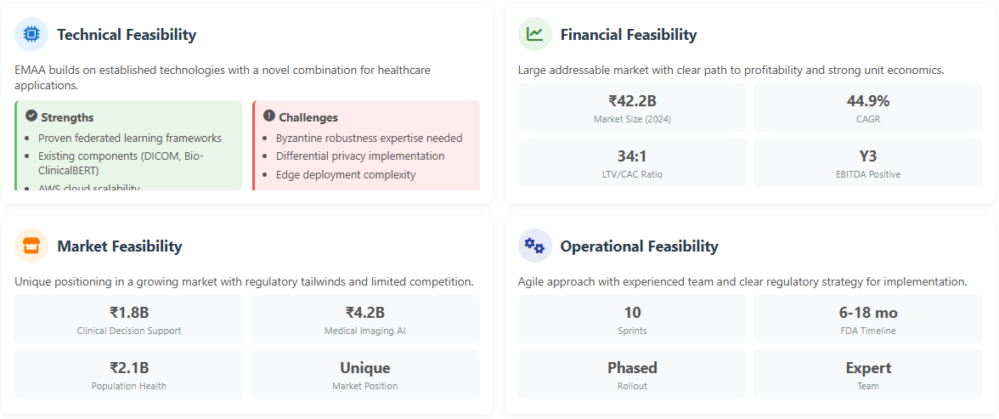 Technical Feasibility
EMAA builds on established technologies with a novel combination for healthcare
applications.
Strengths
Proven federated learning frameworks
Existing components (DICOM, Bio-
ClinicalBERT)
AWS cloud scalability
Challenges
Byzantine robustness expertise needed
Differential privacy implementation
Edge deployment complexity
Financial Feasibility
Large addressable market with clear path to profitability and strong unit economics.
₹42.2B
Market Size (2024)
44.9%
CAGR
34:1
LTV/CAC Ratio
Y3
EBITDA Positive
Market Feasibility
Unique positioning in a growing market with regulatory tailwinds and limited competition.
₹1.8B
Clinical Decision Support
₹4.2B
Medical Imaging AI
₹2.1B
Population Health
Unique
Market Position
Operational Feasibility
Agile approach with experienced team and clear regulatory strategy for implementation.
10
Sprints
6-18 mo
FDA Timeline
Phased
Rollout
Expert
Team